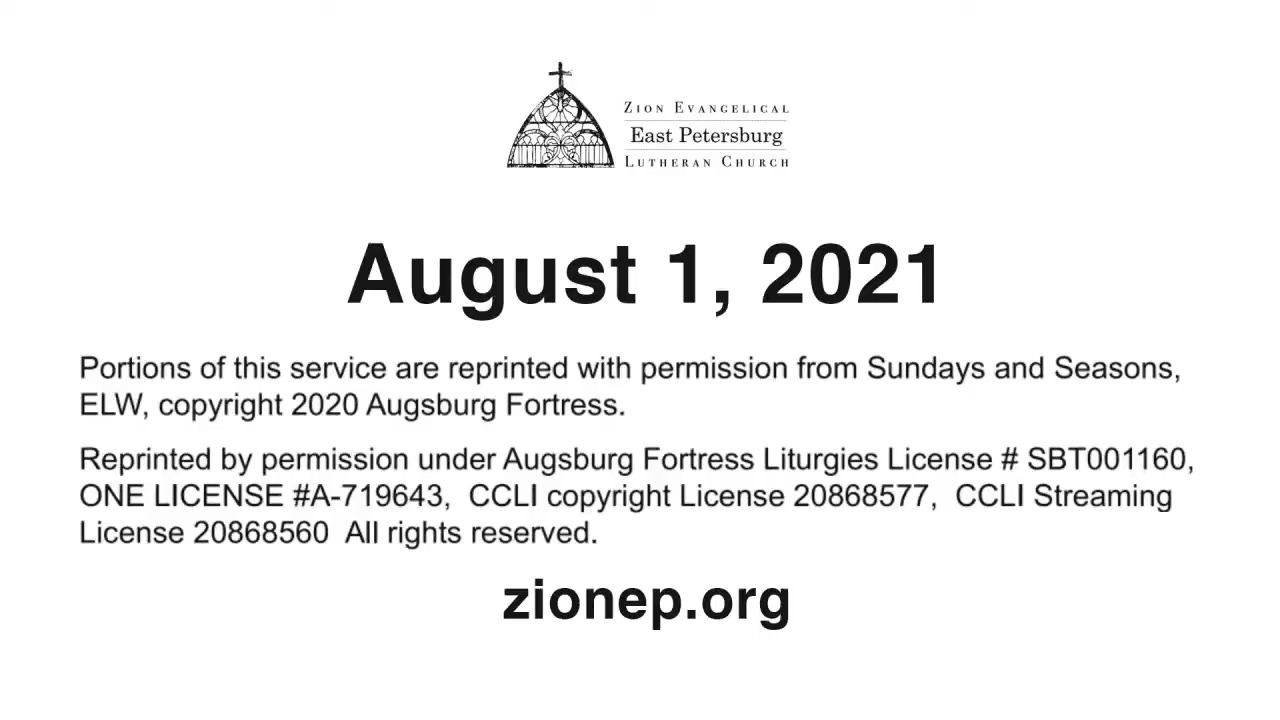 Zion Evangelical
East Petersburg
Lutheran Church
August 1, 2021
Portions of this service are reprinted with permission from Sundays and Seasons,
ELW, copyright 2020 Augsburg Fortress.
Reprinted by permission under Augsburg Fortress Liturgies License # SBT001160,
ONE LICENSE #A-719643,  CCLI copyright License 20868577,  CCLI Streaming
License 20868560  All rights reserved.
zionep.org